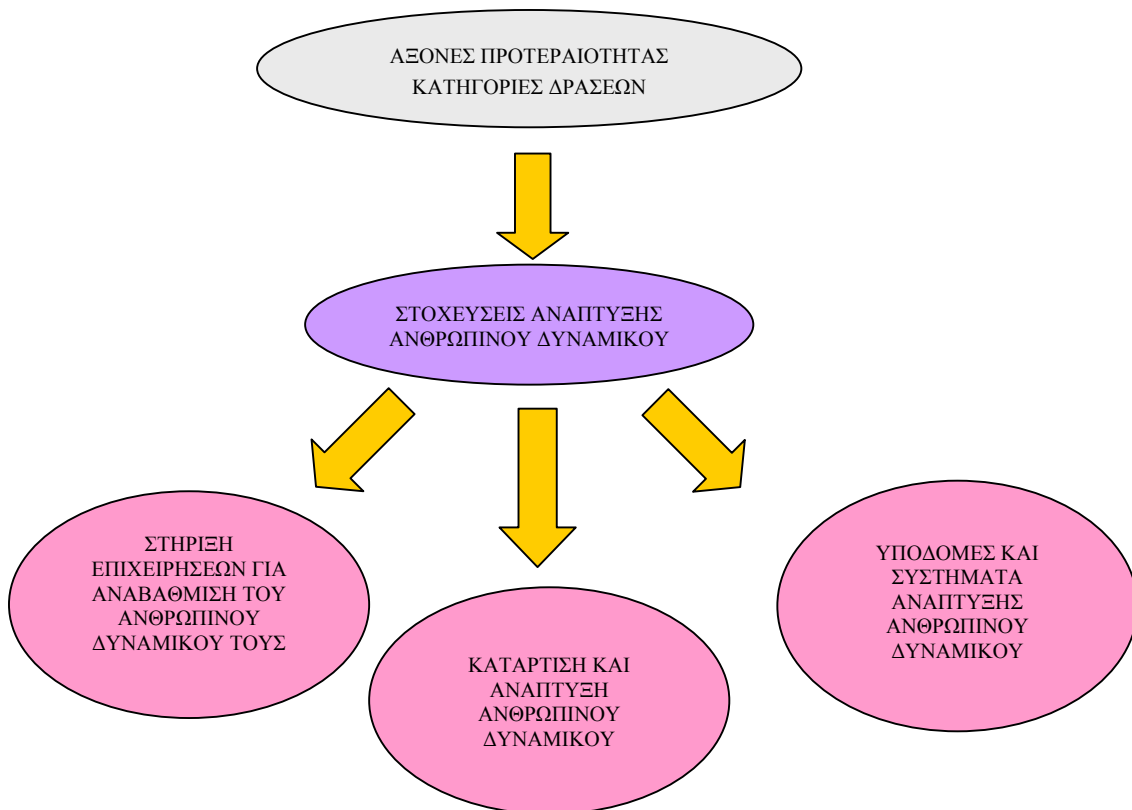 ΑΞΟΝΕΣ ΠΡΟΤΕΡΑΙΟΤΗΤΑΣ
ΚΑΤΗΓΟΡΙΕΣ ΔΡΑΣΕΩΝ
ΣΤΟΧΕΥΣΕΙΣ ΑΝΑΠΤΥΞΗΣ
ΑΝΘΡΩΠΙΝΟΥ ΔΥΝΑΜΙΚΟΥ
ΣΤΗΡΙΞΗ
ΕΠΙΧΕΙΡΗΣΕΩΝ ΓΙΑ
ΑΝΑΒΑΘΜΙΣΗ ΤΟΥ
ΑΝΘΡΩΠΙΝΟΥ
ΔΥΝΑΜΙΚΟΥ ΤΟΥΣ
ΚΑΤΑΡΤΙΣΗ ΚΑΙ
ΑΝΑΠΤΥΞΗ
ΑΝΘΡΩΠΙΝΟΥ
ΔΥΝΑΜΙΚΟΥ
ΥΠΟΔΟΜΕΣ ΚΑΙ
ΣΥΣΤΗΜΑΤΑ
ΑΝΑΠΤΥΞΗΣ
ΑΝΘΡΩΠΙΝΟΥ
ΔΥΝΑΜΙΚΟΥ